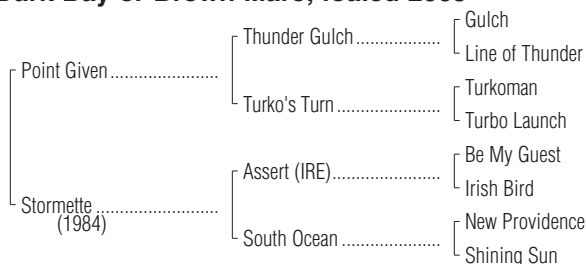 Dark Bay or Brown Mare; foaled 2003
Gulch
Thunder Gulch
Line of Thunder
Point Given
Turkoman
Turko's Turn
Turbo Launch
Be My Guest
Assert (IRE)
Irish Bird
Stormette
(1984)
New Providence
South Ocean
Shining Sun